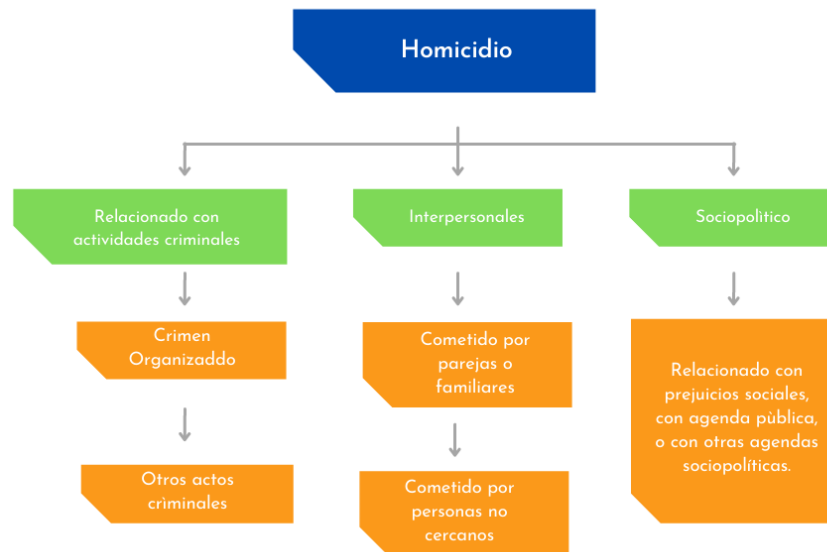 Homicidio
Relacionado con
actividades criminales
Interpersonales
Sociopolìtico
Crimen
Organizaddo
Cometido por
parejas o
familiares
Relacionado con
prejuicios sociales,
con agenda pùblica,
o con otras agendas
sociopolíticas.
Otros actos
crìminales
Cometido por
personas no
cercanos